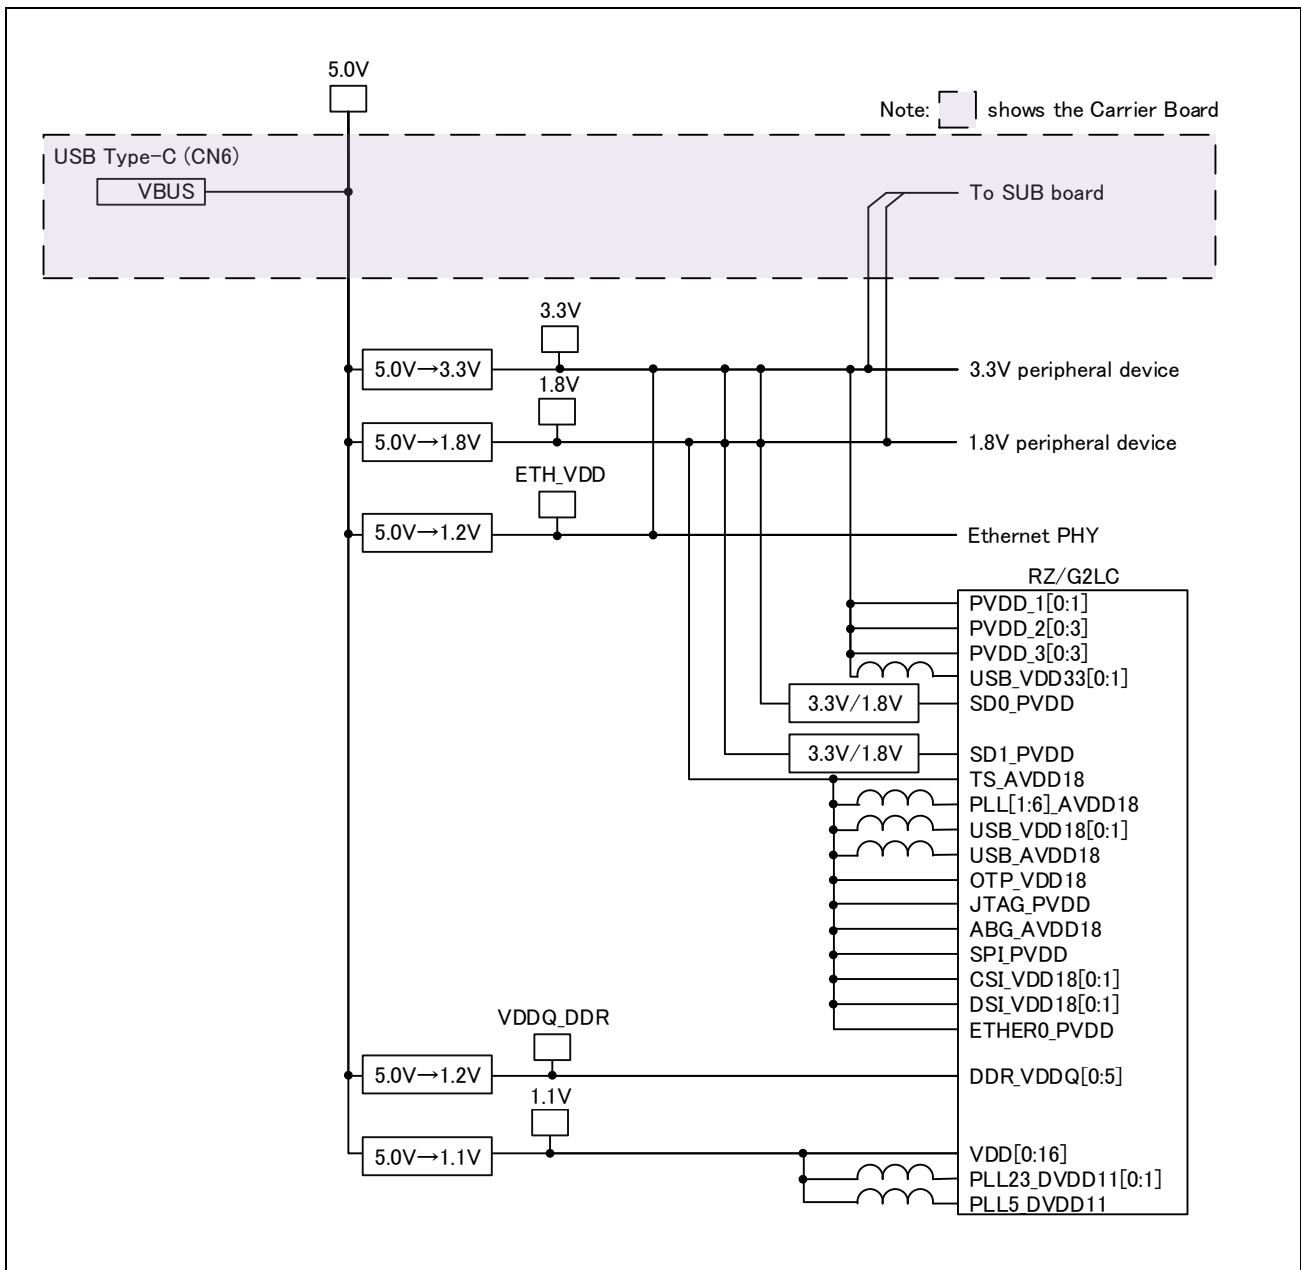 5.0V
Note: shows the Carrier Board
USB Type-C (CN6)
VBUS
To SUB board
3.3V
5.0V→3.3V
3.3V peripheral device
1.8V
5.0V→1.8V
1.8V peripheral device
ETH_VDD
5.0V→1.2V
Ethernet PHY
RZ/G2LC
PVDD_1[0:1]
PVDD_2[0:3]
PVDD_3[0:3]
USB_VDD33[0:1]
3.3V/1.8V
SD0_PVDD
3.3V/1.8V
SD1_PVDD
TS_AVDD18
PLL[1:6]_AVDD18
USB_VDD18[0:1]
USB_AVDD18
OTP_VDD18
JTAG_PVDD
ABG_AVDD18
SPI_PVDD
CSI_VDD18[0:1]
DSI_VDD18[0:1]
ETHER0_PVDD
VDDQ_DDR
5.0V→1.2V
DDR_VDDQ[0:5]
1.1V
5.0V→1.1V
VDD[0:16]
PLL23_DVDD11[0:1]
PLL5_DVDD11